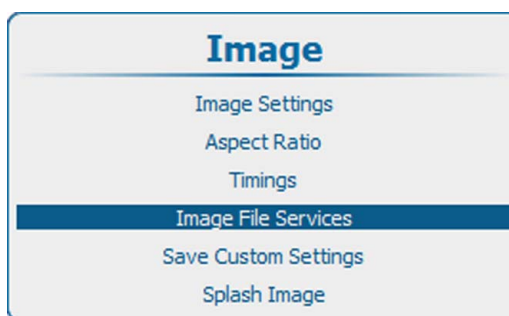 Image
Image Settings
Aspect Ratio
Timings
Image File Services
Save Custom Settings
Splash Image